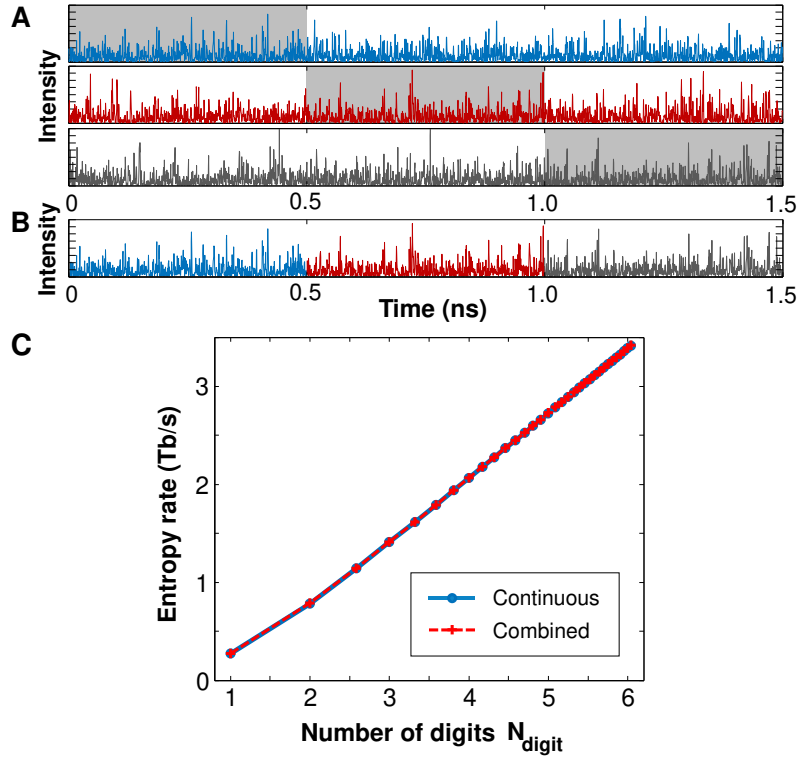 A
Intensity
0 0.5 1.0 1.5
B
Intensity
0 0.5 1.0 1.5
Time (ns)
C
Entropy rate (Tb/s)
3
2
1
0
Continuous
Combined
1 2 3 4 5 6
Number of digits N_digit